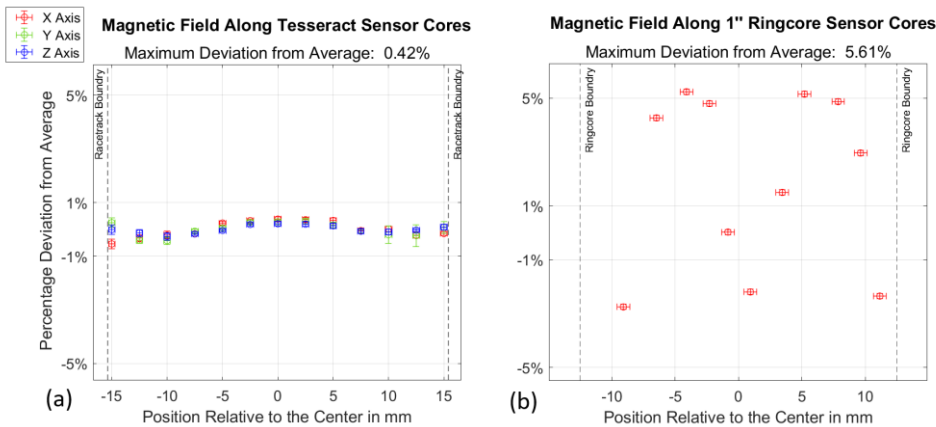 X Axis
Y Axis
Z Axis
Magnetic Field Along Tesseract Sensor Cores
Maximum Deviation from Average: 0.42%
Percentage Deviation from Average
5%
1%
-1%
-5%
Racetrack Boundry
Racetrack Boundry
-15
-10
-5
0
5
10
15
Position Relative to the Center in mm
(a)
Magnetic Field Along 1" Ringcore Sensor Cores
Maximum Deviation from Average: 5.61%
5%
1%
-1%
-5%
Ringcore Boundry
Ringcore Boundry
-10
-5
0
5
10
Position Relative to the Center in mm
(b)